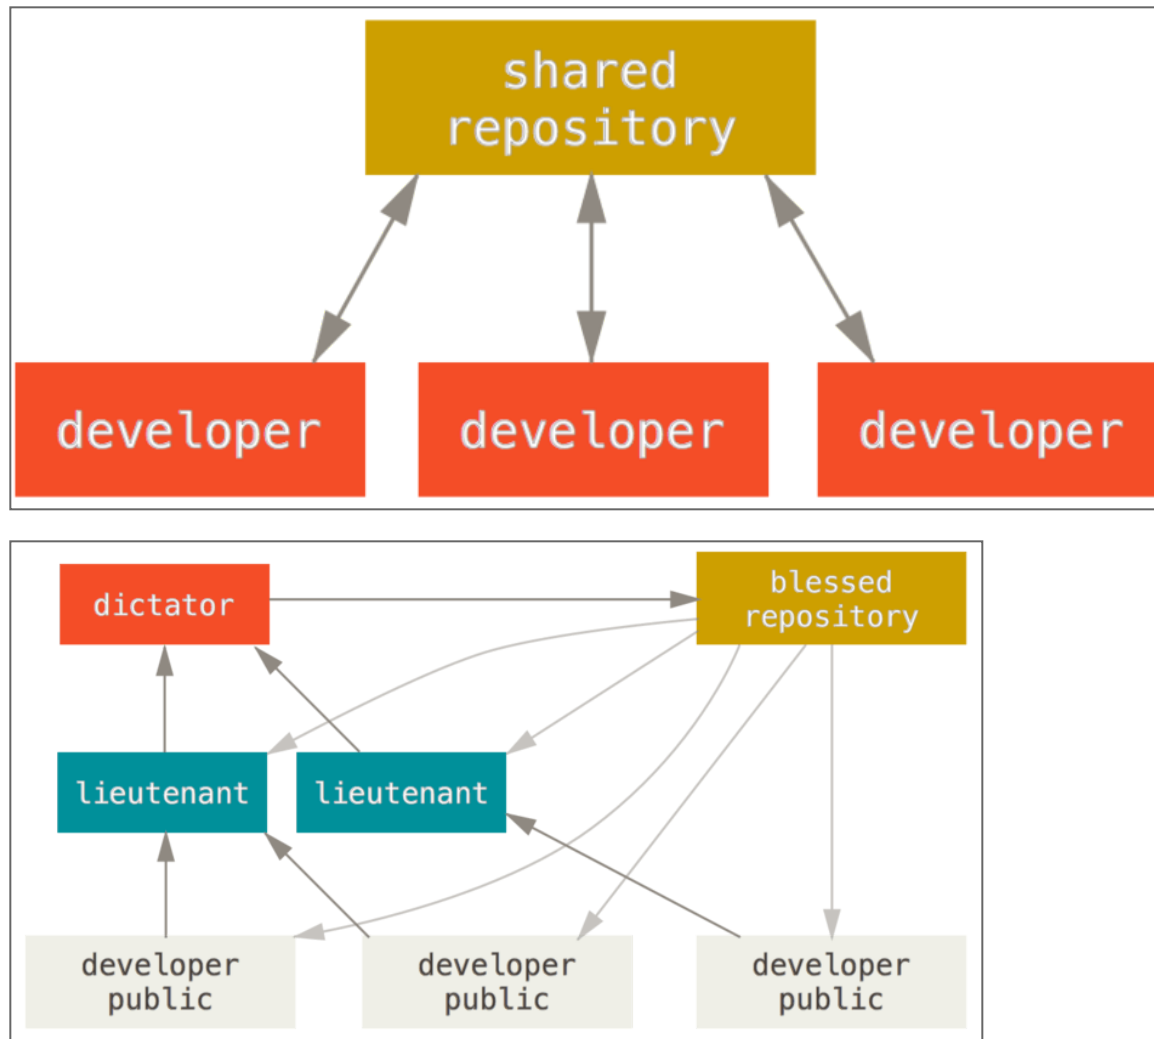 shared
repository
developer
developer
developer
dictator
blessed
repository
lieutenant
lieutenant
developer
public
developer
public
developer
public